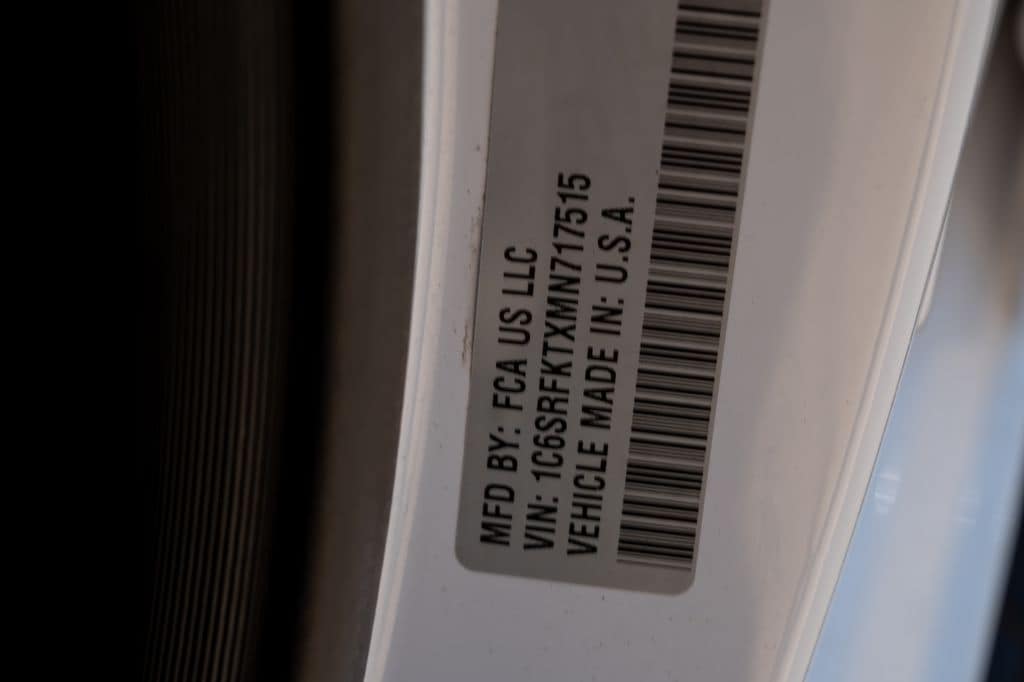 MFD BY: FCA US LLC
VIN: 1C6SRFKTXMN717515
VEHICLE MADE IN: U.S.A.